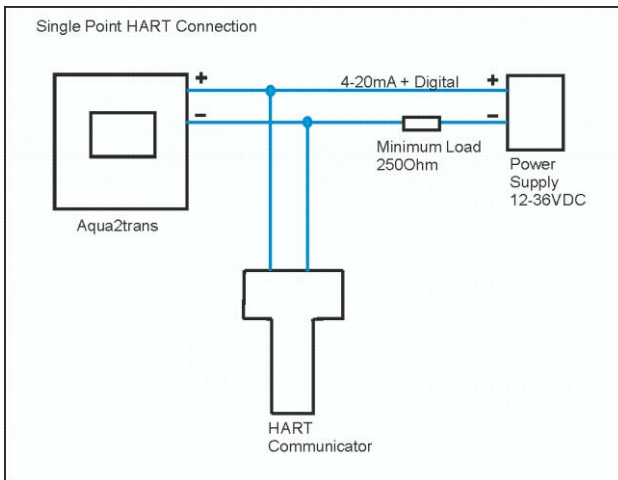 Single Point HART Connection
+
4-20mA + Digital
+
−
−
Minimum Load
250Ohm
Power
Supply
12-36VDC
Aqua2trans
HART
Communicator